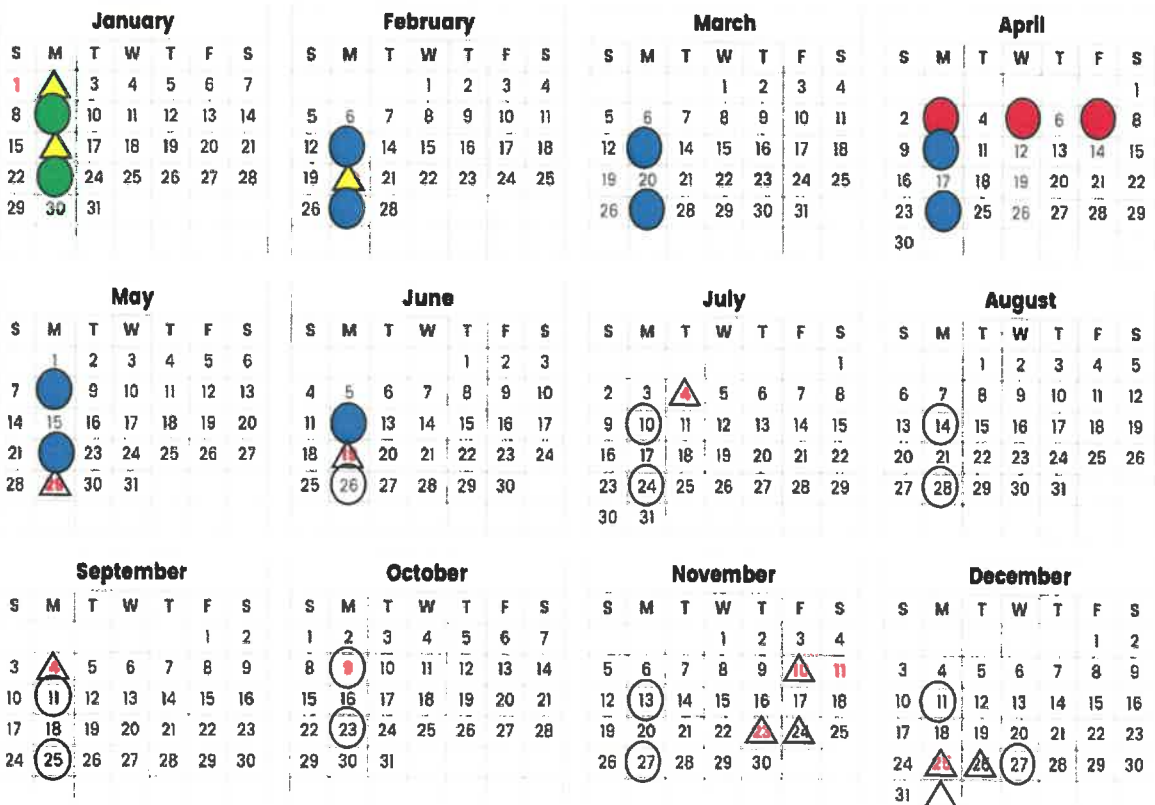 January
S M T W T F S
1 3 4 5 6 7
8 10 11 12 13 14
15 17 18 19 20 21
22 24 25 26 27 28
29 30 31
February
S M T W T F S
1 2 3 4
5 6 7 8 9 10 11
12 14 15 16 17 18
19 21 22 23 24 25
26 28
March
S M T W T F S
1 2 3 4
5 6 7 8 9 10 11
12 14 15 16 17 18
19 20 21 22 23 24 25
26 28 29 30 31
April
S M T W T F S
1
2 4 6 8
9 11 12 13 14 15
16 17 18 19 20 21 22
23 25 26 27 28 29
30
May
S M T W T F S
1 2 3 4 5 6
7 9 10 11 12 13
14 15 16 17 18 19 20
21 23 24 25 26 27
28 29 30 31
June
S M T W T F S
1 2 3
4 5 6 7 8 9 10
11 13 14 15 16 17
18 19 20 21 22 23 24
25 26 27 28 29 30
July
S M T W T F S
1
2 3 4 5 6 7 8
9 10 11 12 13 14 15
16 17 18 19 20 21 22
23 24 25 26 27 28 29
30 31
August
S M T W T F S
1 2 3 4 5
6 7 8 9 10 11 12
13 14 15 16 17 18 19
20 21 22 23 24 25 26
27 28 29 30 31
September
S M T W T F S
1 2
3 4 5 6 7 8 9
10 11 12 13 14 15 16
17 18 19 20 21 22 23
24 25 26 27 28 29 30
October
S M T W T F S
1 2 3 4 5 6 7
8 9 10 11 12 13 14
15 16 17 18 19 20 21
22 23 24 25 26 27 28
29 30 31
November
S M T W T F S
1 2 3 4
5 6 7 8 9 10 11
12 13 14 15 16 17 18
19 20 21 22 23 24 25
26 27 28 29 30
December
S M T W T F S
1 2
3 4 5 6 7 8 9
10 11 12 13 14 15 16
17 18 19 20 21 22 23
24 25 26 27 28 29 30
31